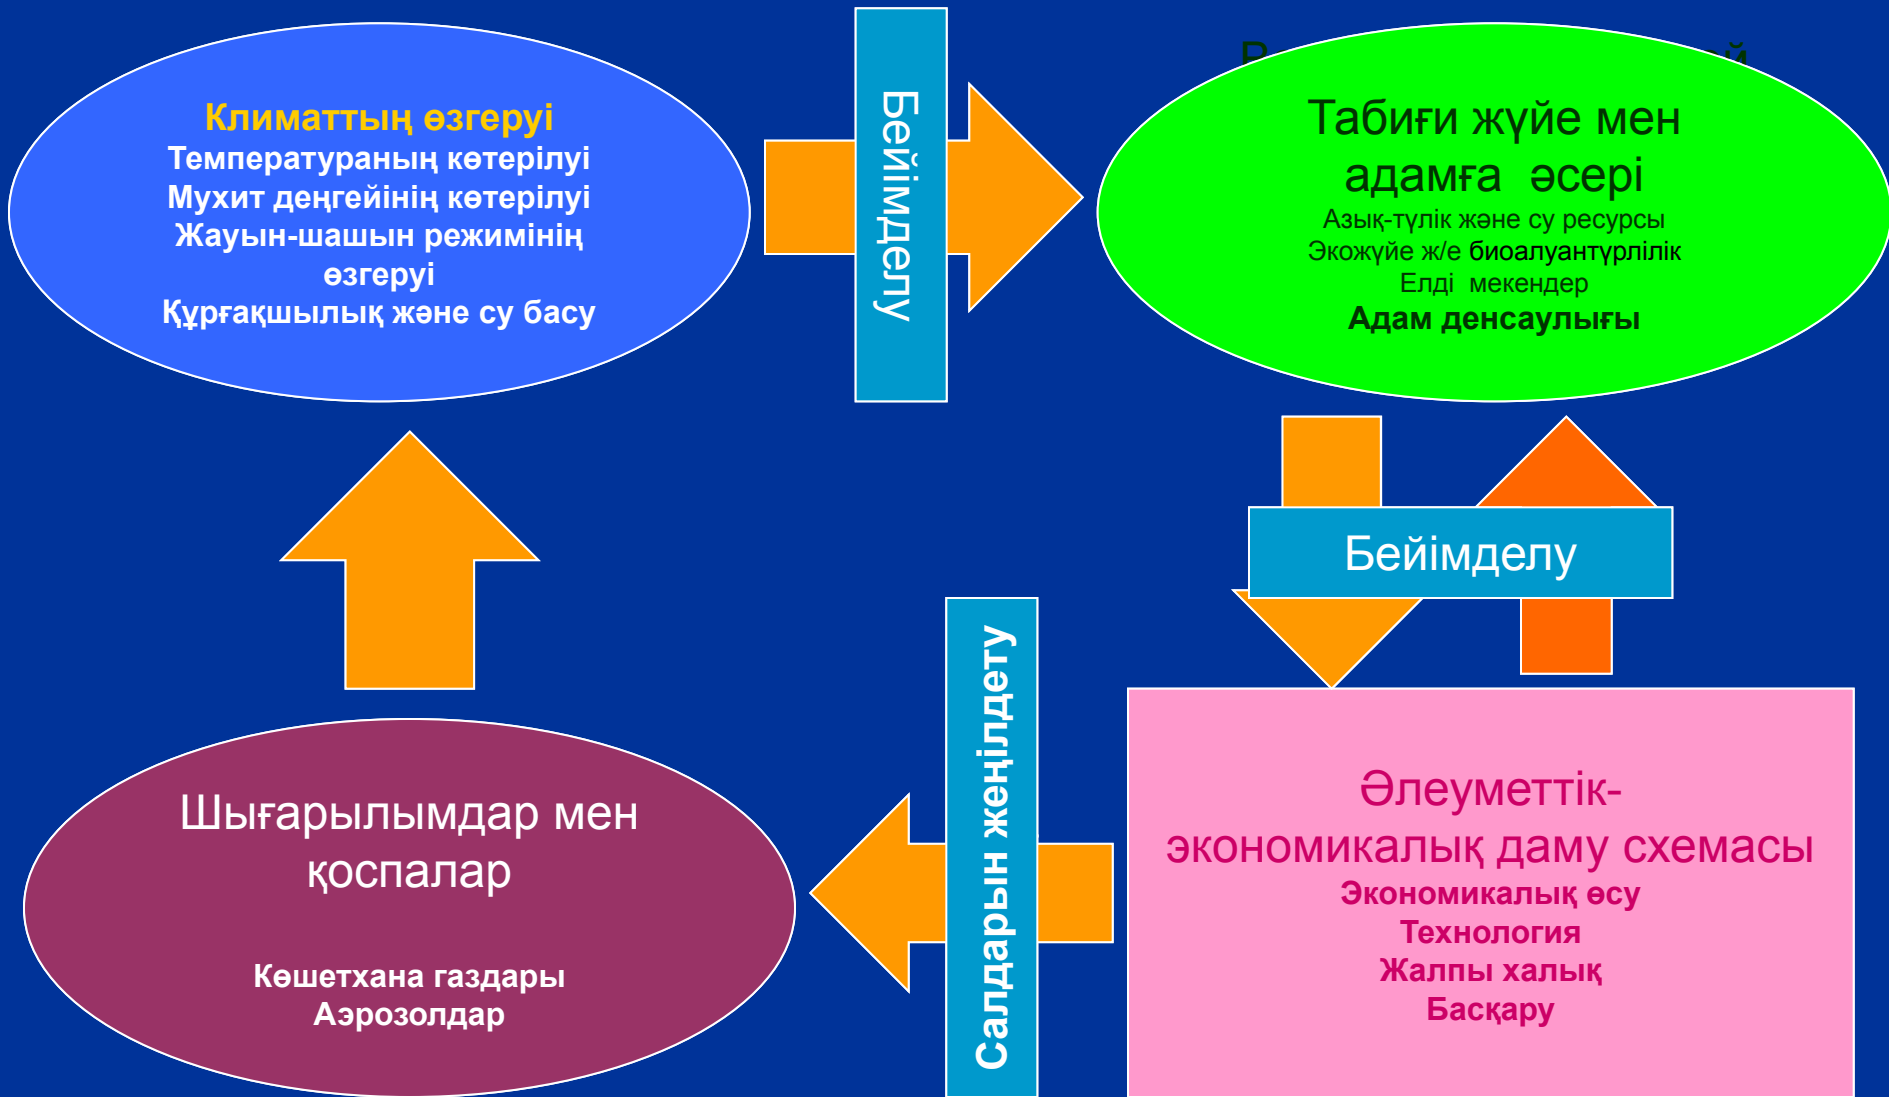 Климаттың өзгеруі
Температураның көтерілуі
Мухит деңгейінің көтерілуі
Жауын-шашын режимінің
өзгеруі
Құрғақшылық және су басу
Бейімделу
Табиғи жүйе мен
адамға әсері
Азық-түлік және су ресурсы
Экожүйе ж/е биоалуантүрлілік
Елді мекендер
Адам денсаулығы
Бейімделу
Салдарын жеңілдету
Шығарылымдар мен
қоспалар
Көшетхана газдары
Аэрозолдар
Әлеуметтік-
экономикалық даму схемасы
Экономикалық өсу
Технология
Жалпы халық
Басқару